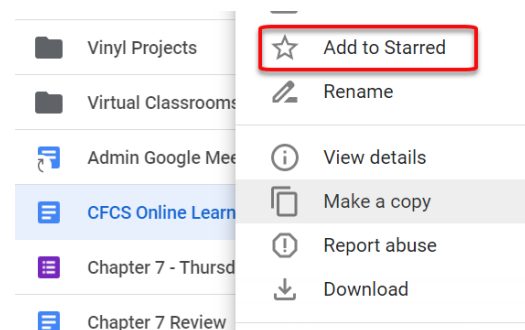 Vinyl Projects
Virtual Classrooms
Admin Google Mee
CFCS Online Learn
Chapter 7 - Thursd
Chapter 7 Review
Add to Starred
Rename
View details
Make a copy
Report abuse
Download